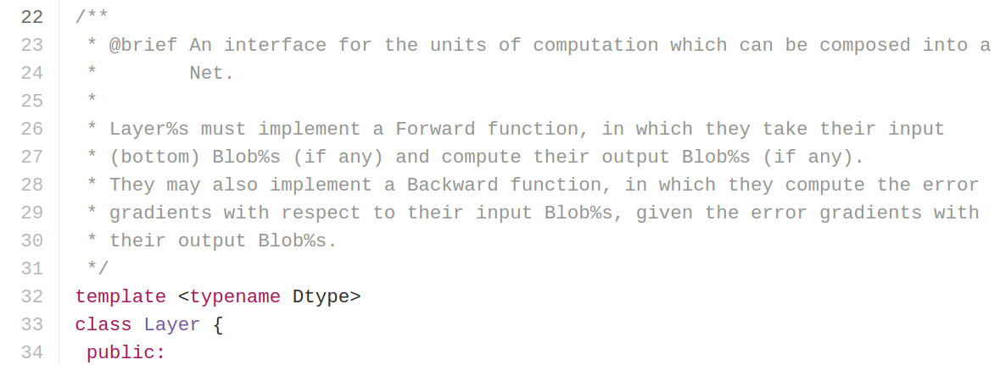 22 /**
23  * @brief An interface for the units of computation which can be composed into a
24  *        Net.
25  *
26  * Layer%s must implement a Forward function, in which they take their input
27  * (bottom) Blob%s (if any) and compute their output Blob%s (if any).
28  * They may also implement a Backward function, in which they compute the error
29  * gradients with respect to their input Blob%s, given the error gradients with
30  * their output Blob%s.
31  */
32 template <typename Dtype>
33 class Layer {
34  public: